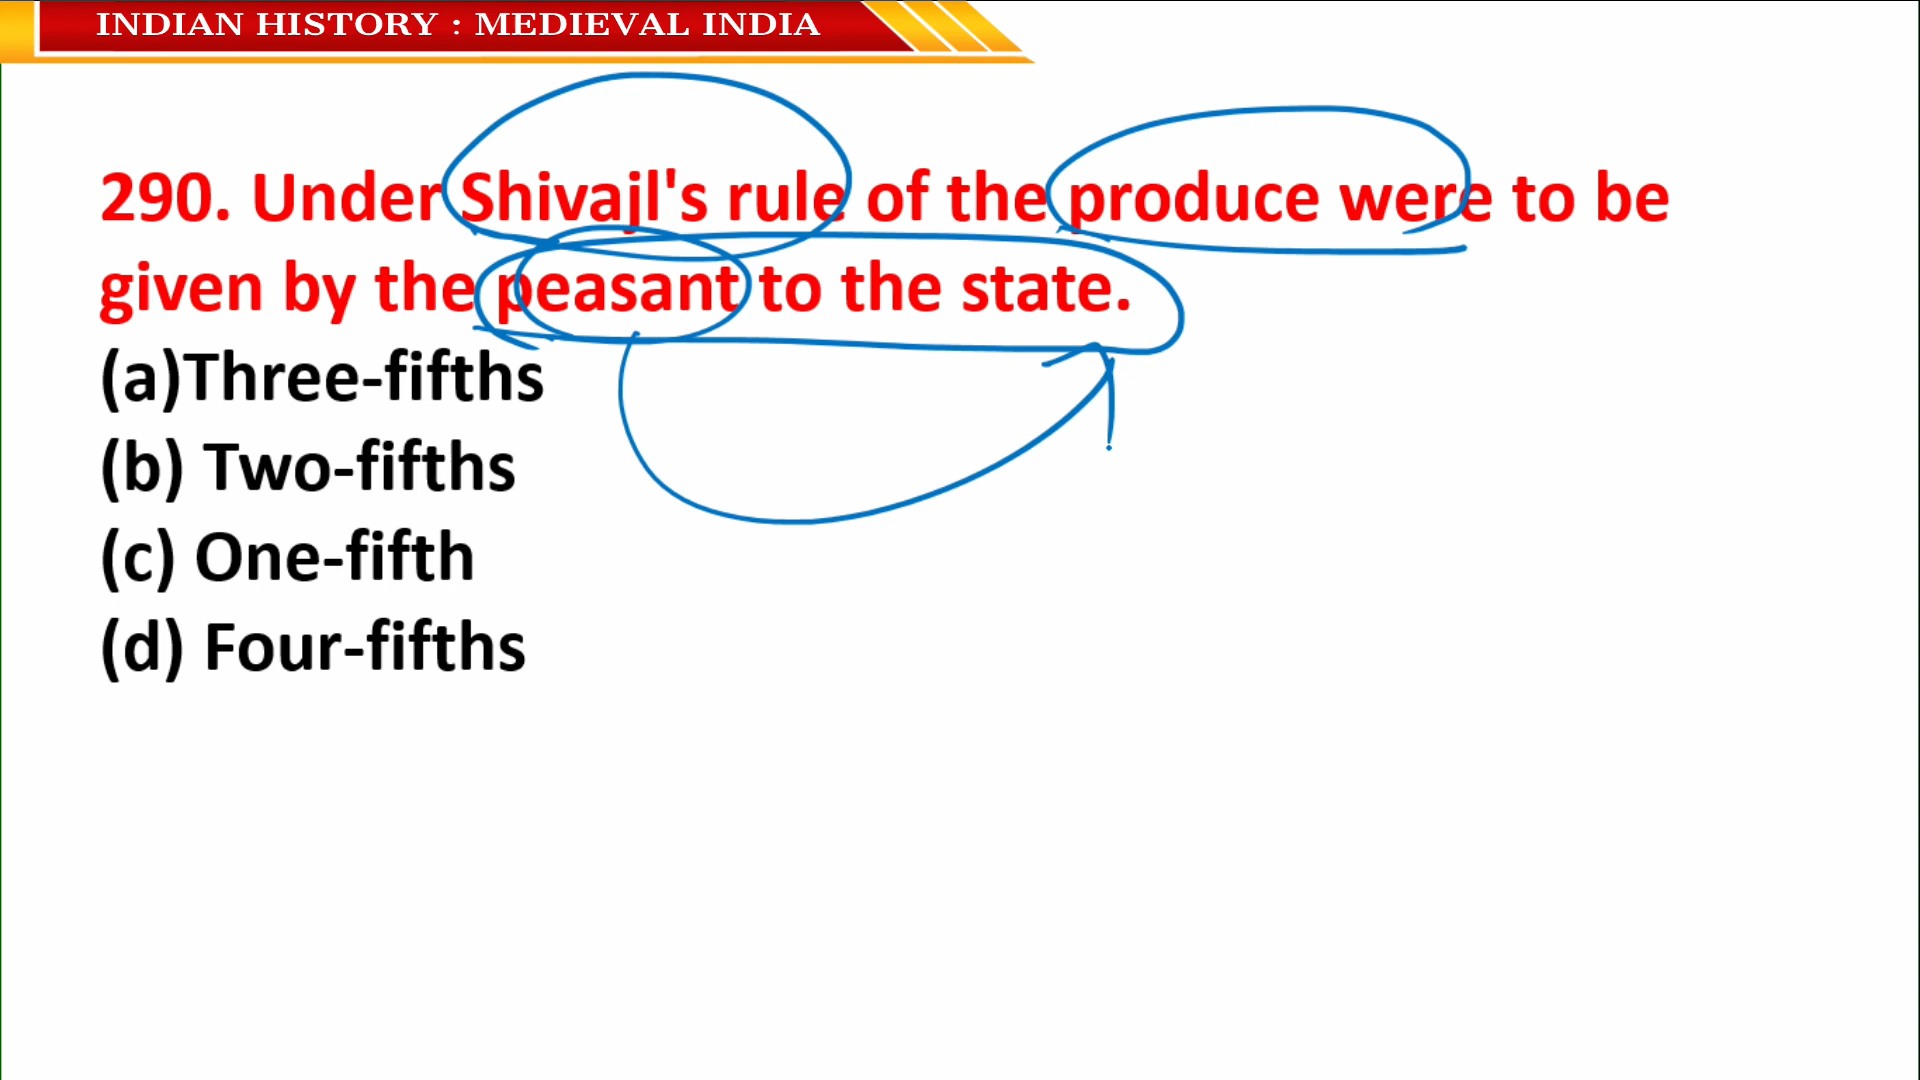 INDIAN HISTORY : MEDIEVAL INDIA
290. Under Shivajl's rule of the produce were to be
given by the peasant to the state.
(a)Three-fifths
(b) Two-fifths
(c) One-fifth
(d) Four-fifths